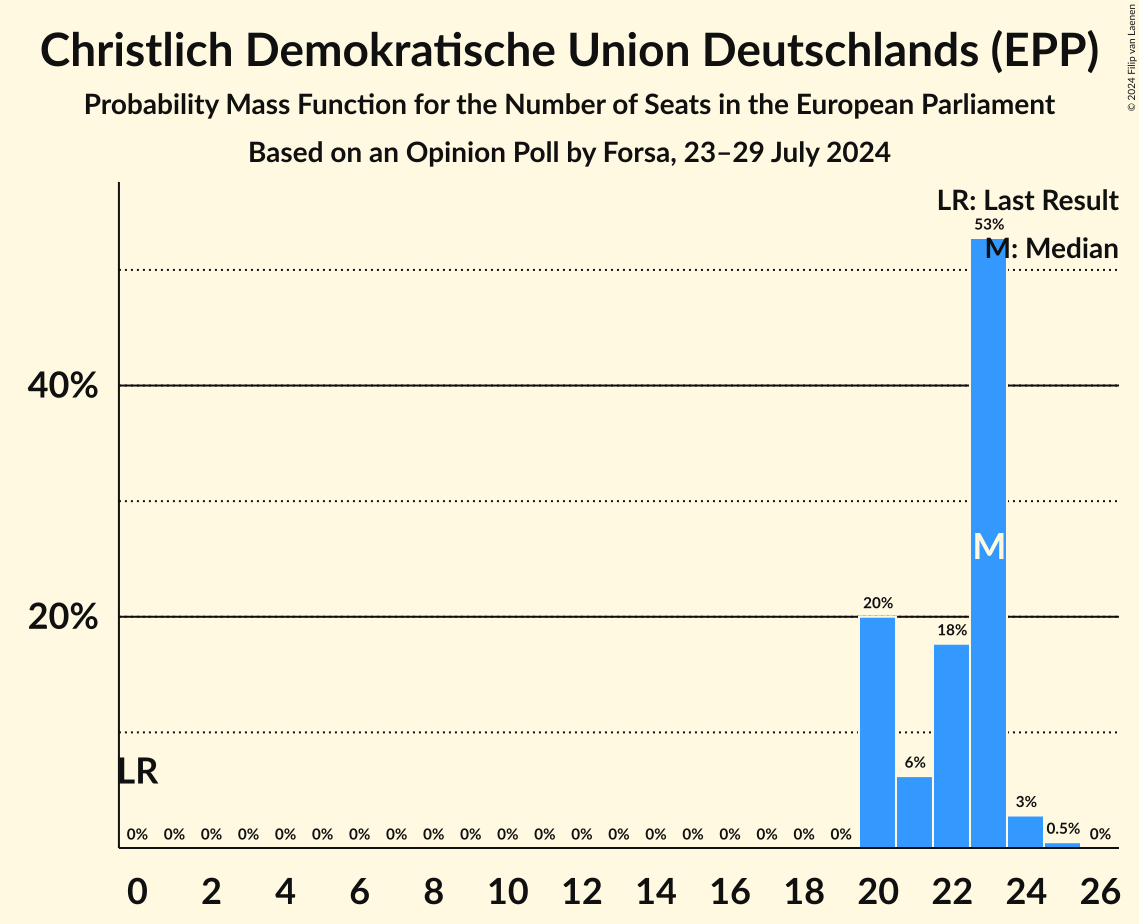 Christlich Demokratische Union Deutschlands (EPP)
Probability Mass Function for the Number of Seats in the European Parliament
Based on an Opinion Poll by Forsa, 23–29 July 2024
© 2024 Filip van Laenen
LR: Last Result
53%
M: Median
40%
M
20%
20%
18%
6%
LR
3%
0% 0% 0% 0% 0% 0% 0% 0% 0% 0% 0% 0% 0% 0% 0% 0% 0% 0% 0% 0% 0.5% 0%
0 2 4 6 8 10 12 14 16 18 20 22 24 26